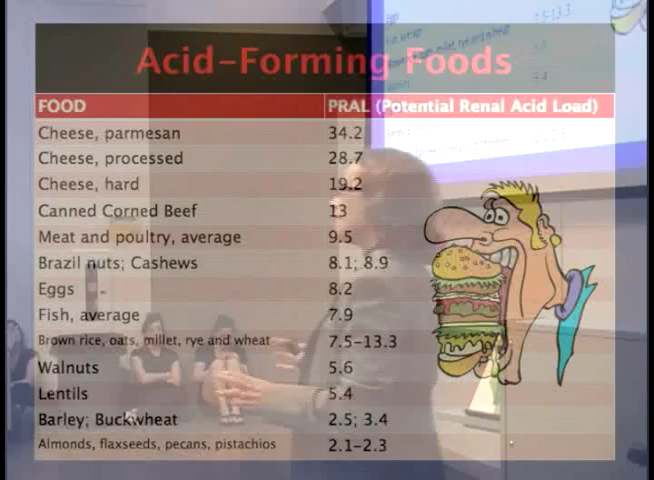 Acid-Forming Foods
FOOD PRAL (Potential Renal Acid Load)
Cheese, parmesan 34.2
Cheese, processed 28.7
Cheese, hard 19.2
Canned Corned Beef 13
Meat and poultry, average 9.5
Brazil nuts; Cashews 8.1; 8.9
Eggs 8.2
Fish, average 7.9
Brown rice, oats, millet, rye and wheat 7.5-13.3
Walnuts 5.6
Lentils 5.4
Barley; Buckwheat 2.5; 3.4
Almonds, flaxseeds, pecans, pistachios 2.1-2.3